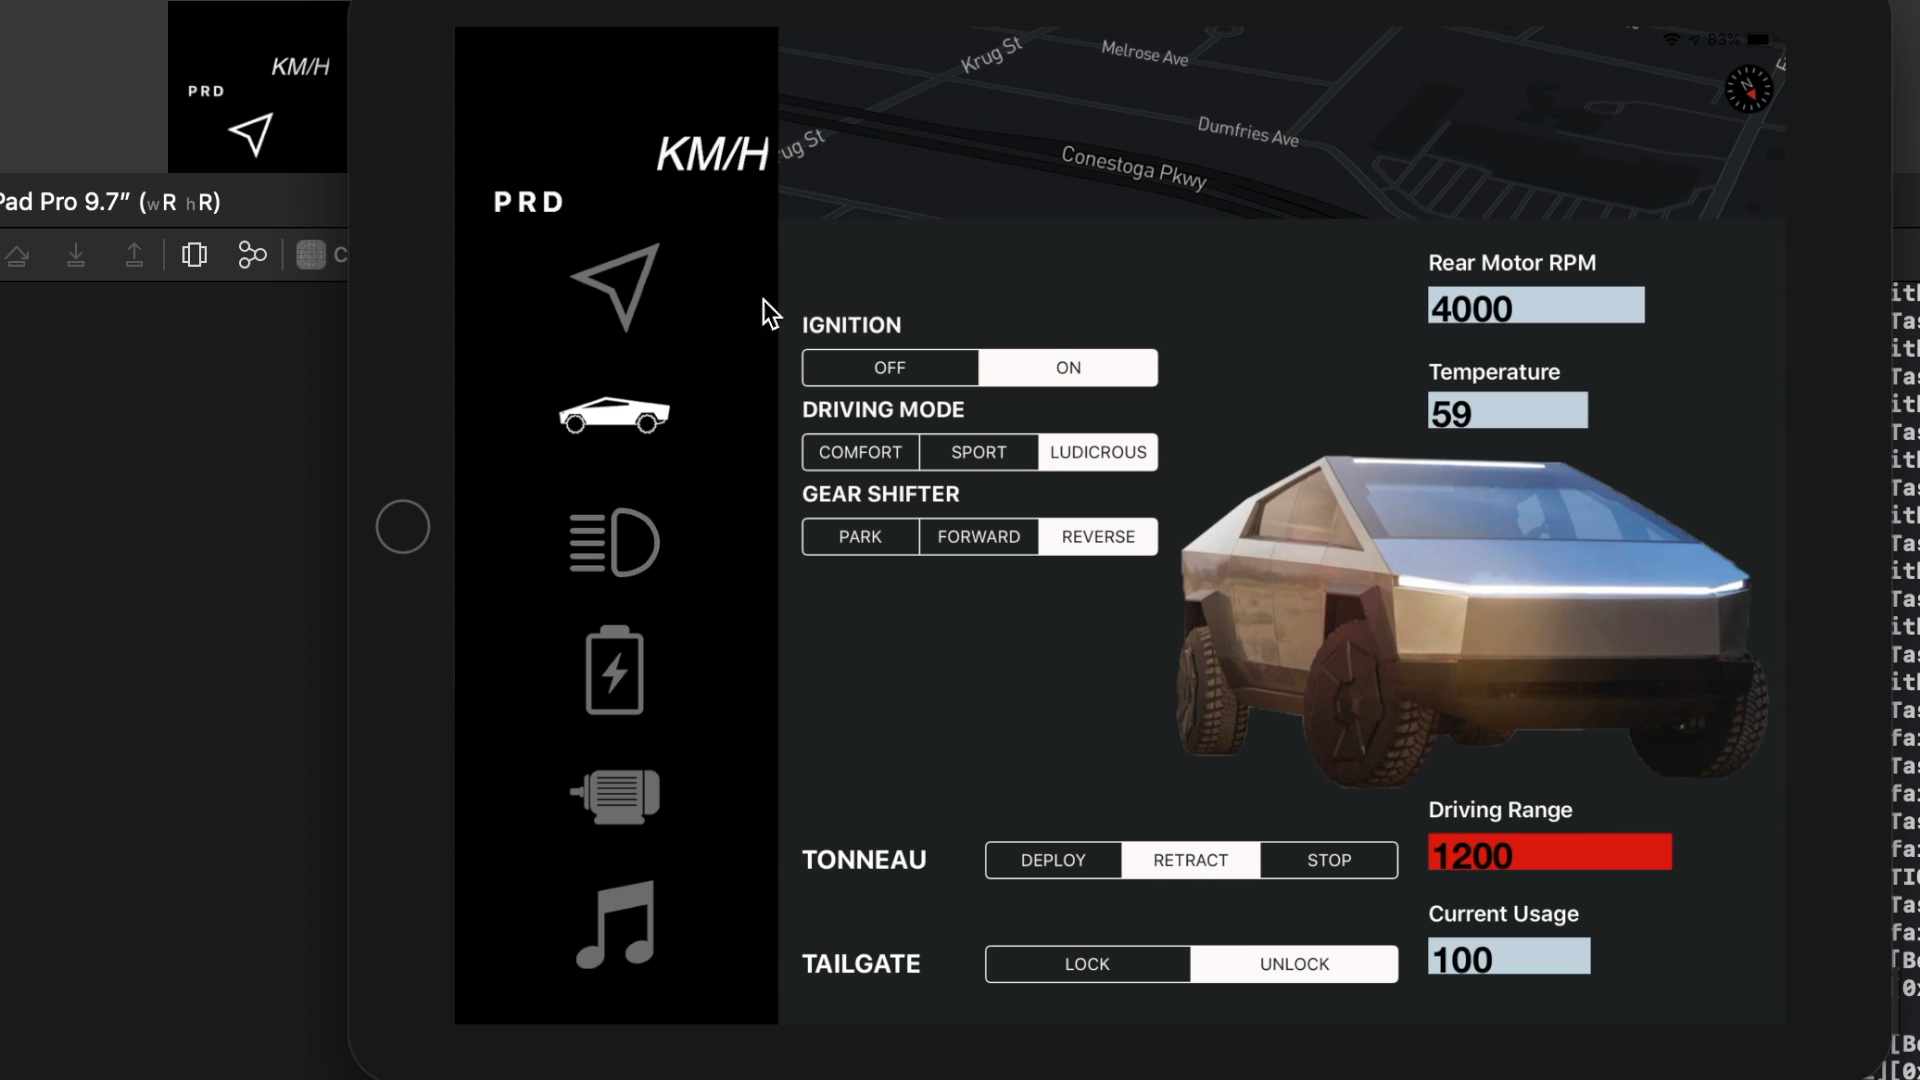 KM/H
PRD
Pad Pro 9.7” (wR hR)
C
KM/H
PRD
Krug St
Melrose Ave
rug St
Dumfries Ave
Conestoga Pkwy
83%
N
IGNITION
OFF ON
DRIVING MODE
COMFORT SPORT LUDICROUS
GEAR SHIFTER
PARK FORWARD REVERSE
Rear Motor RPM
4000
Temperature
59
TONNEAU
DEPLOY RETRACT STOP
TAILGATE
LOCK UNLOCK
Driving Range
1200
Current Usage
100